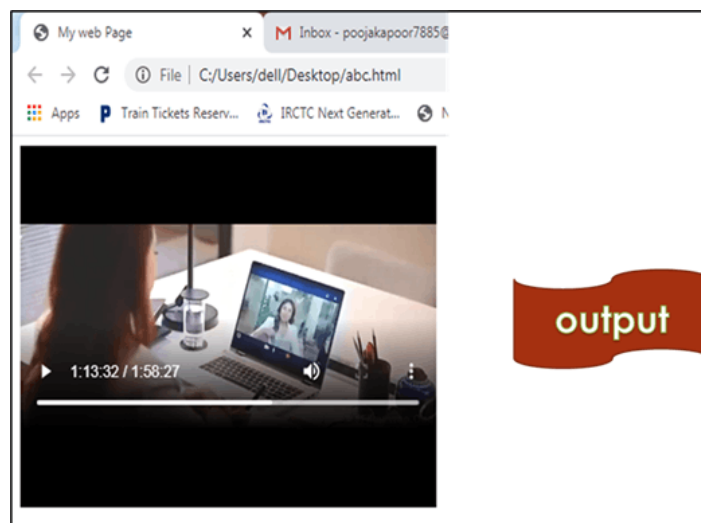 My web Page Inbox - poojakapoor7885@
File C:/Users/dell/Desktop/abc.html
Apps Train Tickets Reserv... IRCTC Next Generat... N
1:13:32 / 1:58:27
output